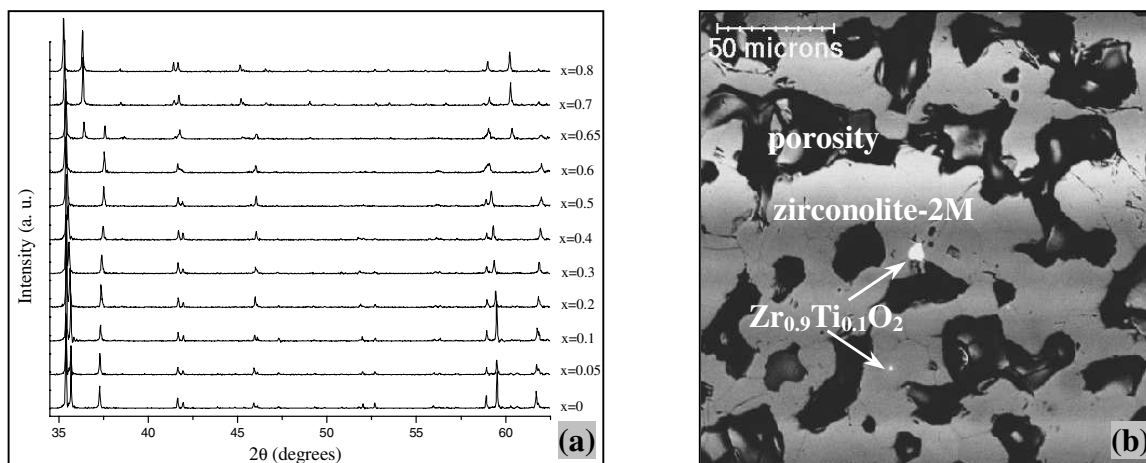 Intensity (a. u.)
x=0.8
x=0.7
x=0.65
x=0.6
x=0.5
x=0.4
x=0.3
x=0.2
x=0.1
x=0.05
x=0
35 40 45 50 55 60
2θ (degrees)
(a)
50 microns
porosity
zirconolite-2M
Zr₀.₉Ti₀.₁O₂
(b)